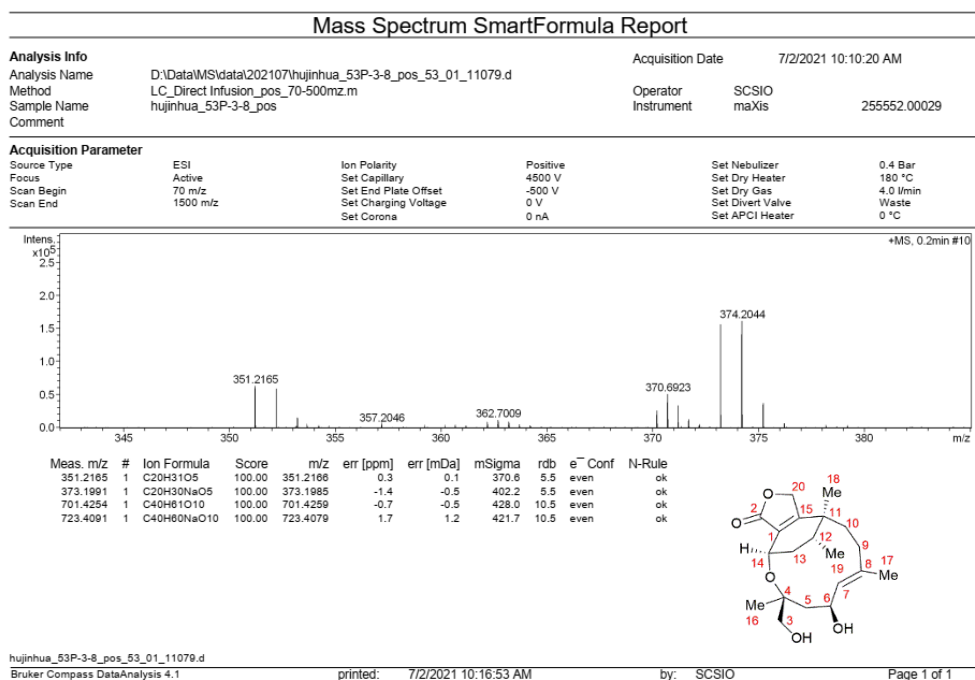 Mass Spectrum SmartFormula Report
Analysis Info
Acquisition Date 7/2/2021 10:10:20 AM
Analysis Name D:\Data\MS\data\202107\hujinhua_53P-3-8_pos_53_01_11079.d
Method LC_Direct Infusion_pos_70-500mz.m Operator SCSIO
Sample Name hujinhua_53P-3-8_pos Instrument maXis 255552.00029
Comment
Acquisition Parameter
Source Type ESI Ion Polarity Positive Set Nebulizer 0.4 Bar
Focus Active Set Capillary 4500 V Set Dry Heater 180 °C
Scan Begin 70 m/z Set End Plate Offset -500 V Set Dry Gas 4.0 l/min
Scan End 1500 m/z Set Charging Voltage 0 V Set Divert Valve Waste
Set Corona 0 nA Set APCI Heater 0 °C
Intens.
x10⁵
+MS, 0.2min #10
2.5
2.0
1.5
374.2044
1.0
351.2165
370.6923
0.5
357.2046 362.7009
0.0
345 350 355 360 365 370 375 380 m/z
Meas. m/z # Ion Formula Score m/z err [ppm] err [mDa] mSigma rdb e⁻ Conf N-Rule
351.2165 1 C20H31O5 100.00 351.2166 0.3 0.1 370.6 5.5 even ok
373.1991 1 C20H30NaO5 100.00 373.1985 -1.4 -0.5 402.2 5.5 even ok
701.4254 1 C40H61O10 100.00 701.4259 -0.7 -0.5 428.0 10.5 even ok
723.4091 1 C40H60NaO10 100.00 723.4079 1.7 1.2 421.7 10.5 even ok
20 18
O Me
2 15 11 10
O 1 12 9
H Me 17
14 13 19 8 Me
O 4 5 6 7
Me
16 3 OH
OH
hujinhua_53P-3-8_pos_53_01_11079.d
Bruker Compass DataAnalysis 4.1 printed: 7/2/2021 10:16:53 AM by: SCSIO Page 1 of 1